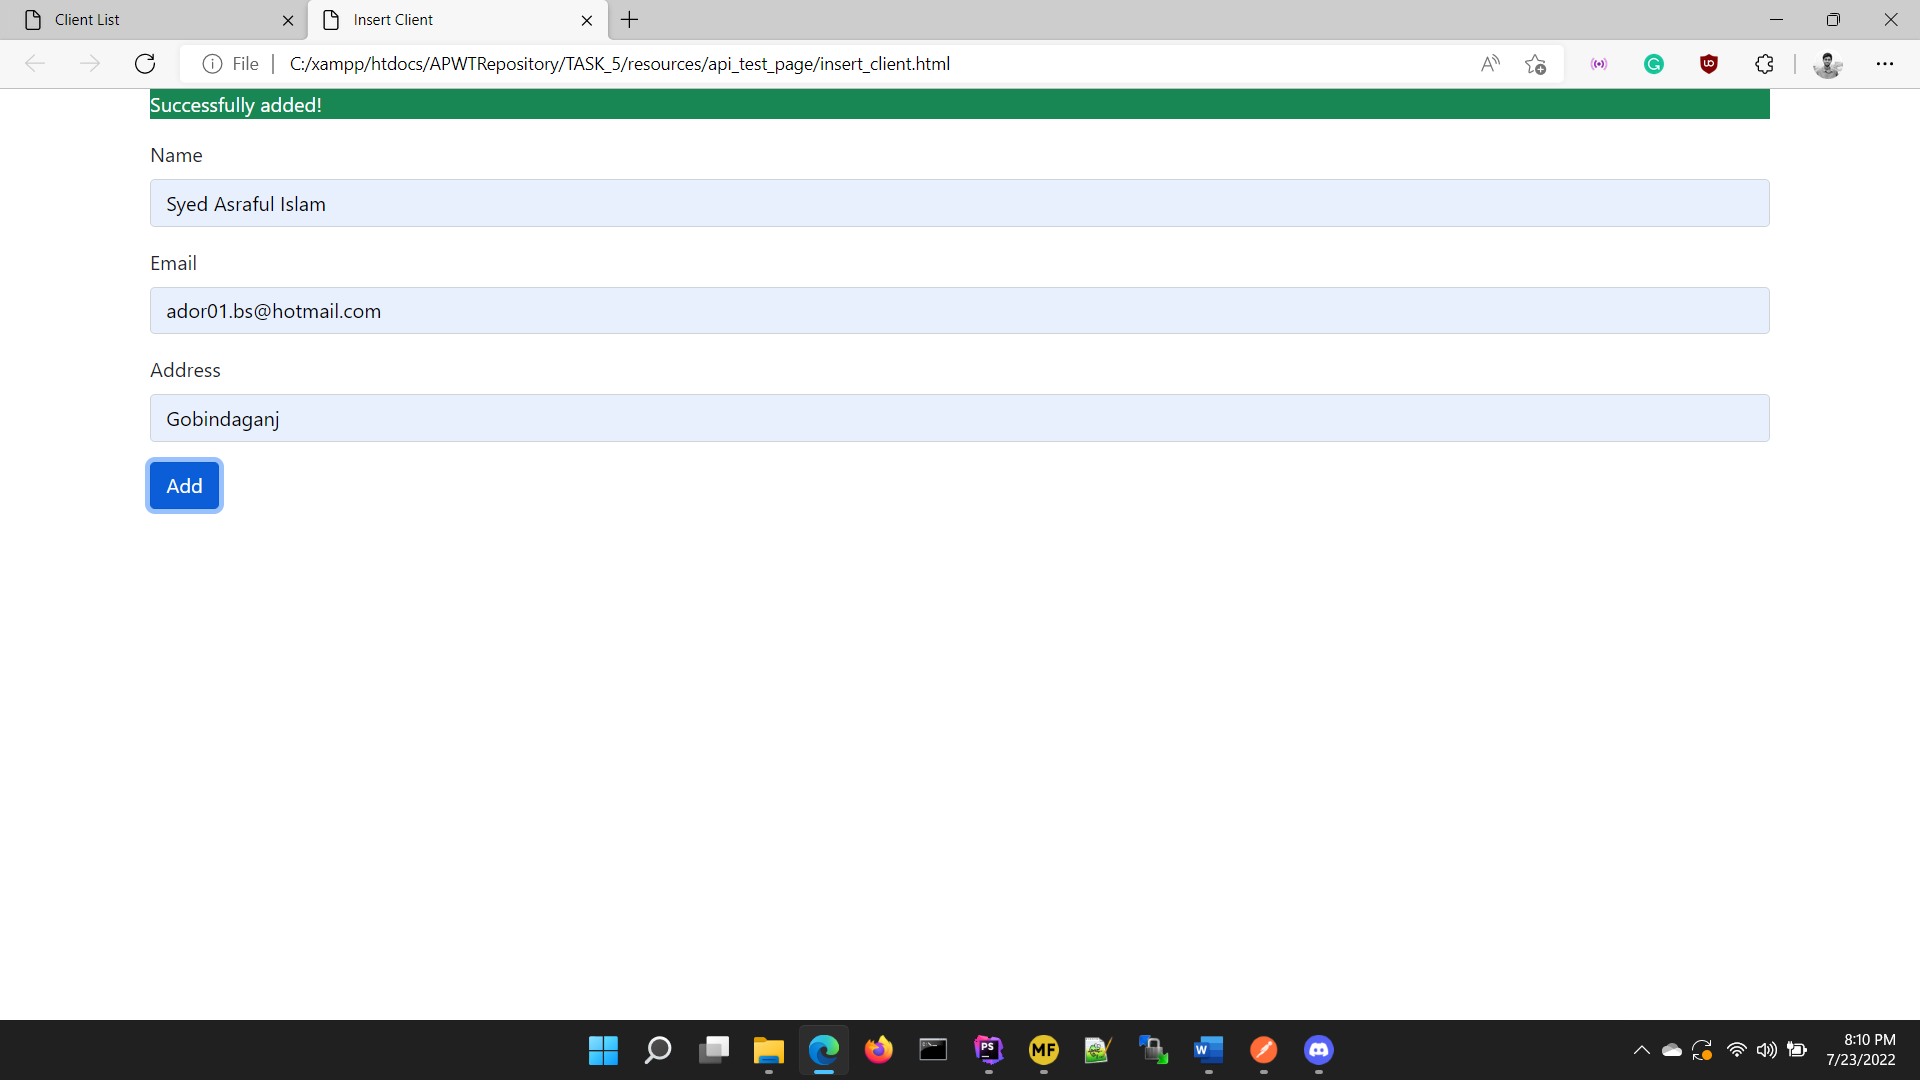 Client List
Insert Client
File
C:/xampp/htdocs/APWTRepository/TASK_5/resources/api_test_page/insert_client.html
Successfully added!
Name
Syed Asraful Islam
Email
ador01.bs@hotmail.com
Address
Gobindaganj
Add
PS
MF
W
8:10 PM
7/23/2022